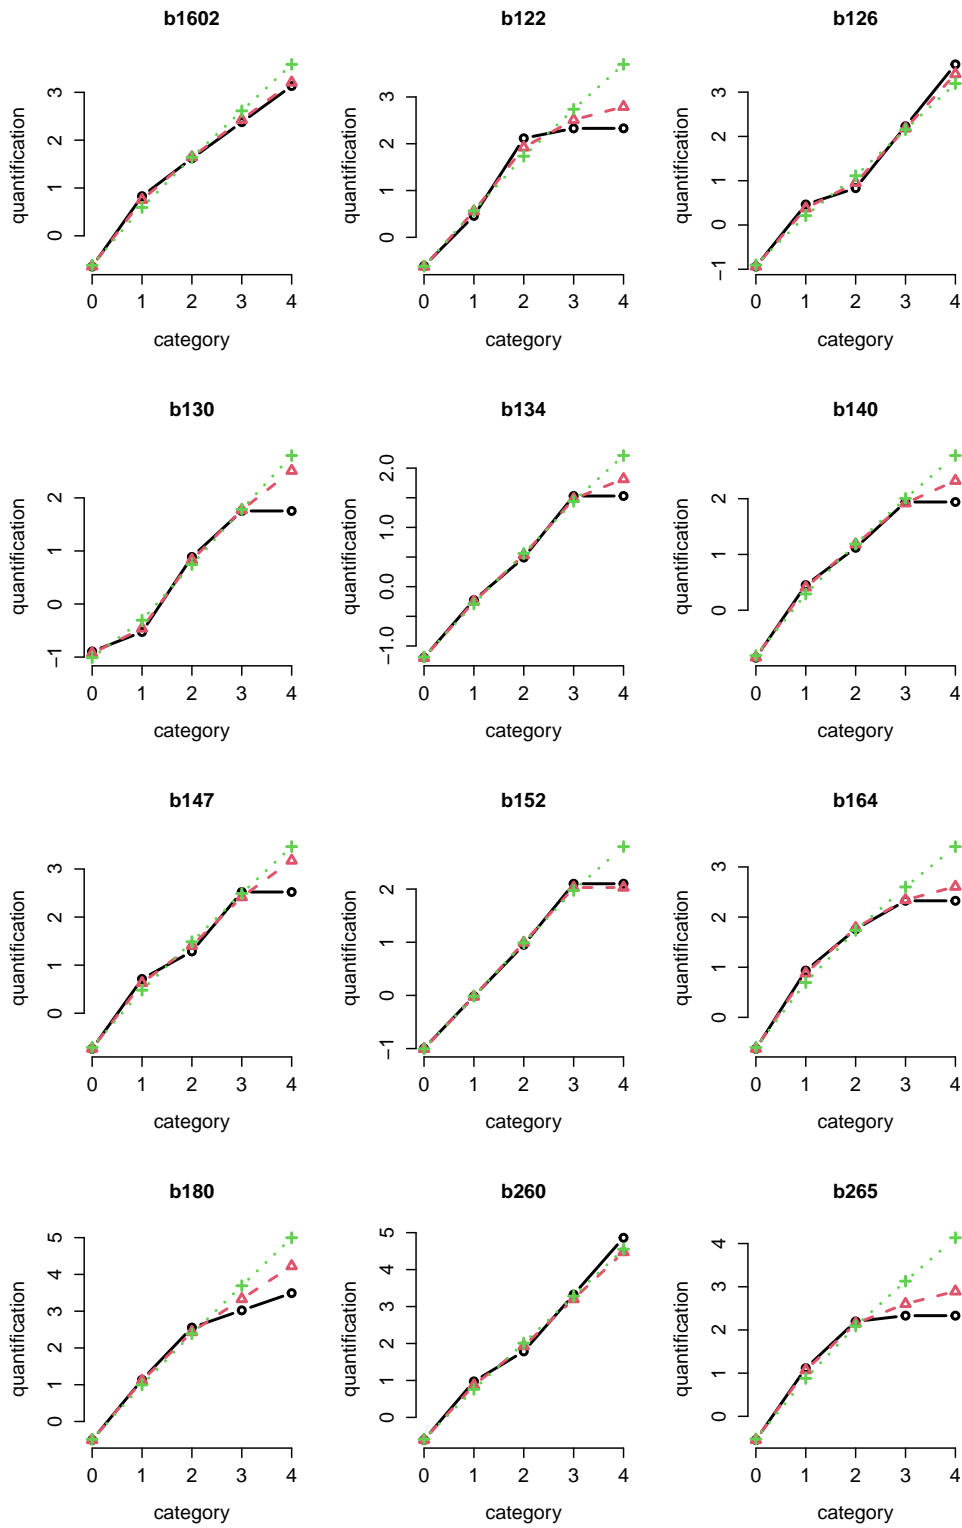 b1602 b122 b126
quantification 0 1 2 3 quantification 0 1 2 3 quantification −1 0 1 2 3
0 1 2 3 4 0 1 2 3 4 0 1 2 3 4
category category category
b130 b134 b140
quantification −1 0 1 2 quantification −1.0 0.0 1.0 2.0 quantification 0 1 2
0 1 2 3 4 0 1 2 3 4 0 1 2 3 4
category category category
b147 b152 b164
quantification 0 1 2 3 quantification −1 0 1 2 quantification 0 1 2 3
0 1 2 3 4 0 1 2 3 4 0 1 2 3 4
category category category
b180 b260 b265
quantification 0 1 2 3 4 5 quantification 0 1 2 3 4 5 quantification 0 1 2 3 4
0 1 2 3 4 0 1 2 3 4 0 1 2 3 4
category category category